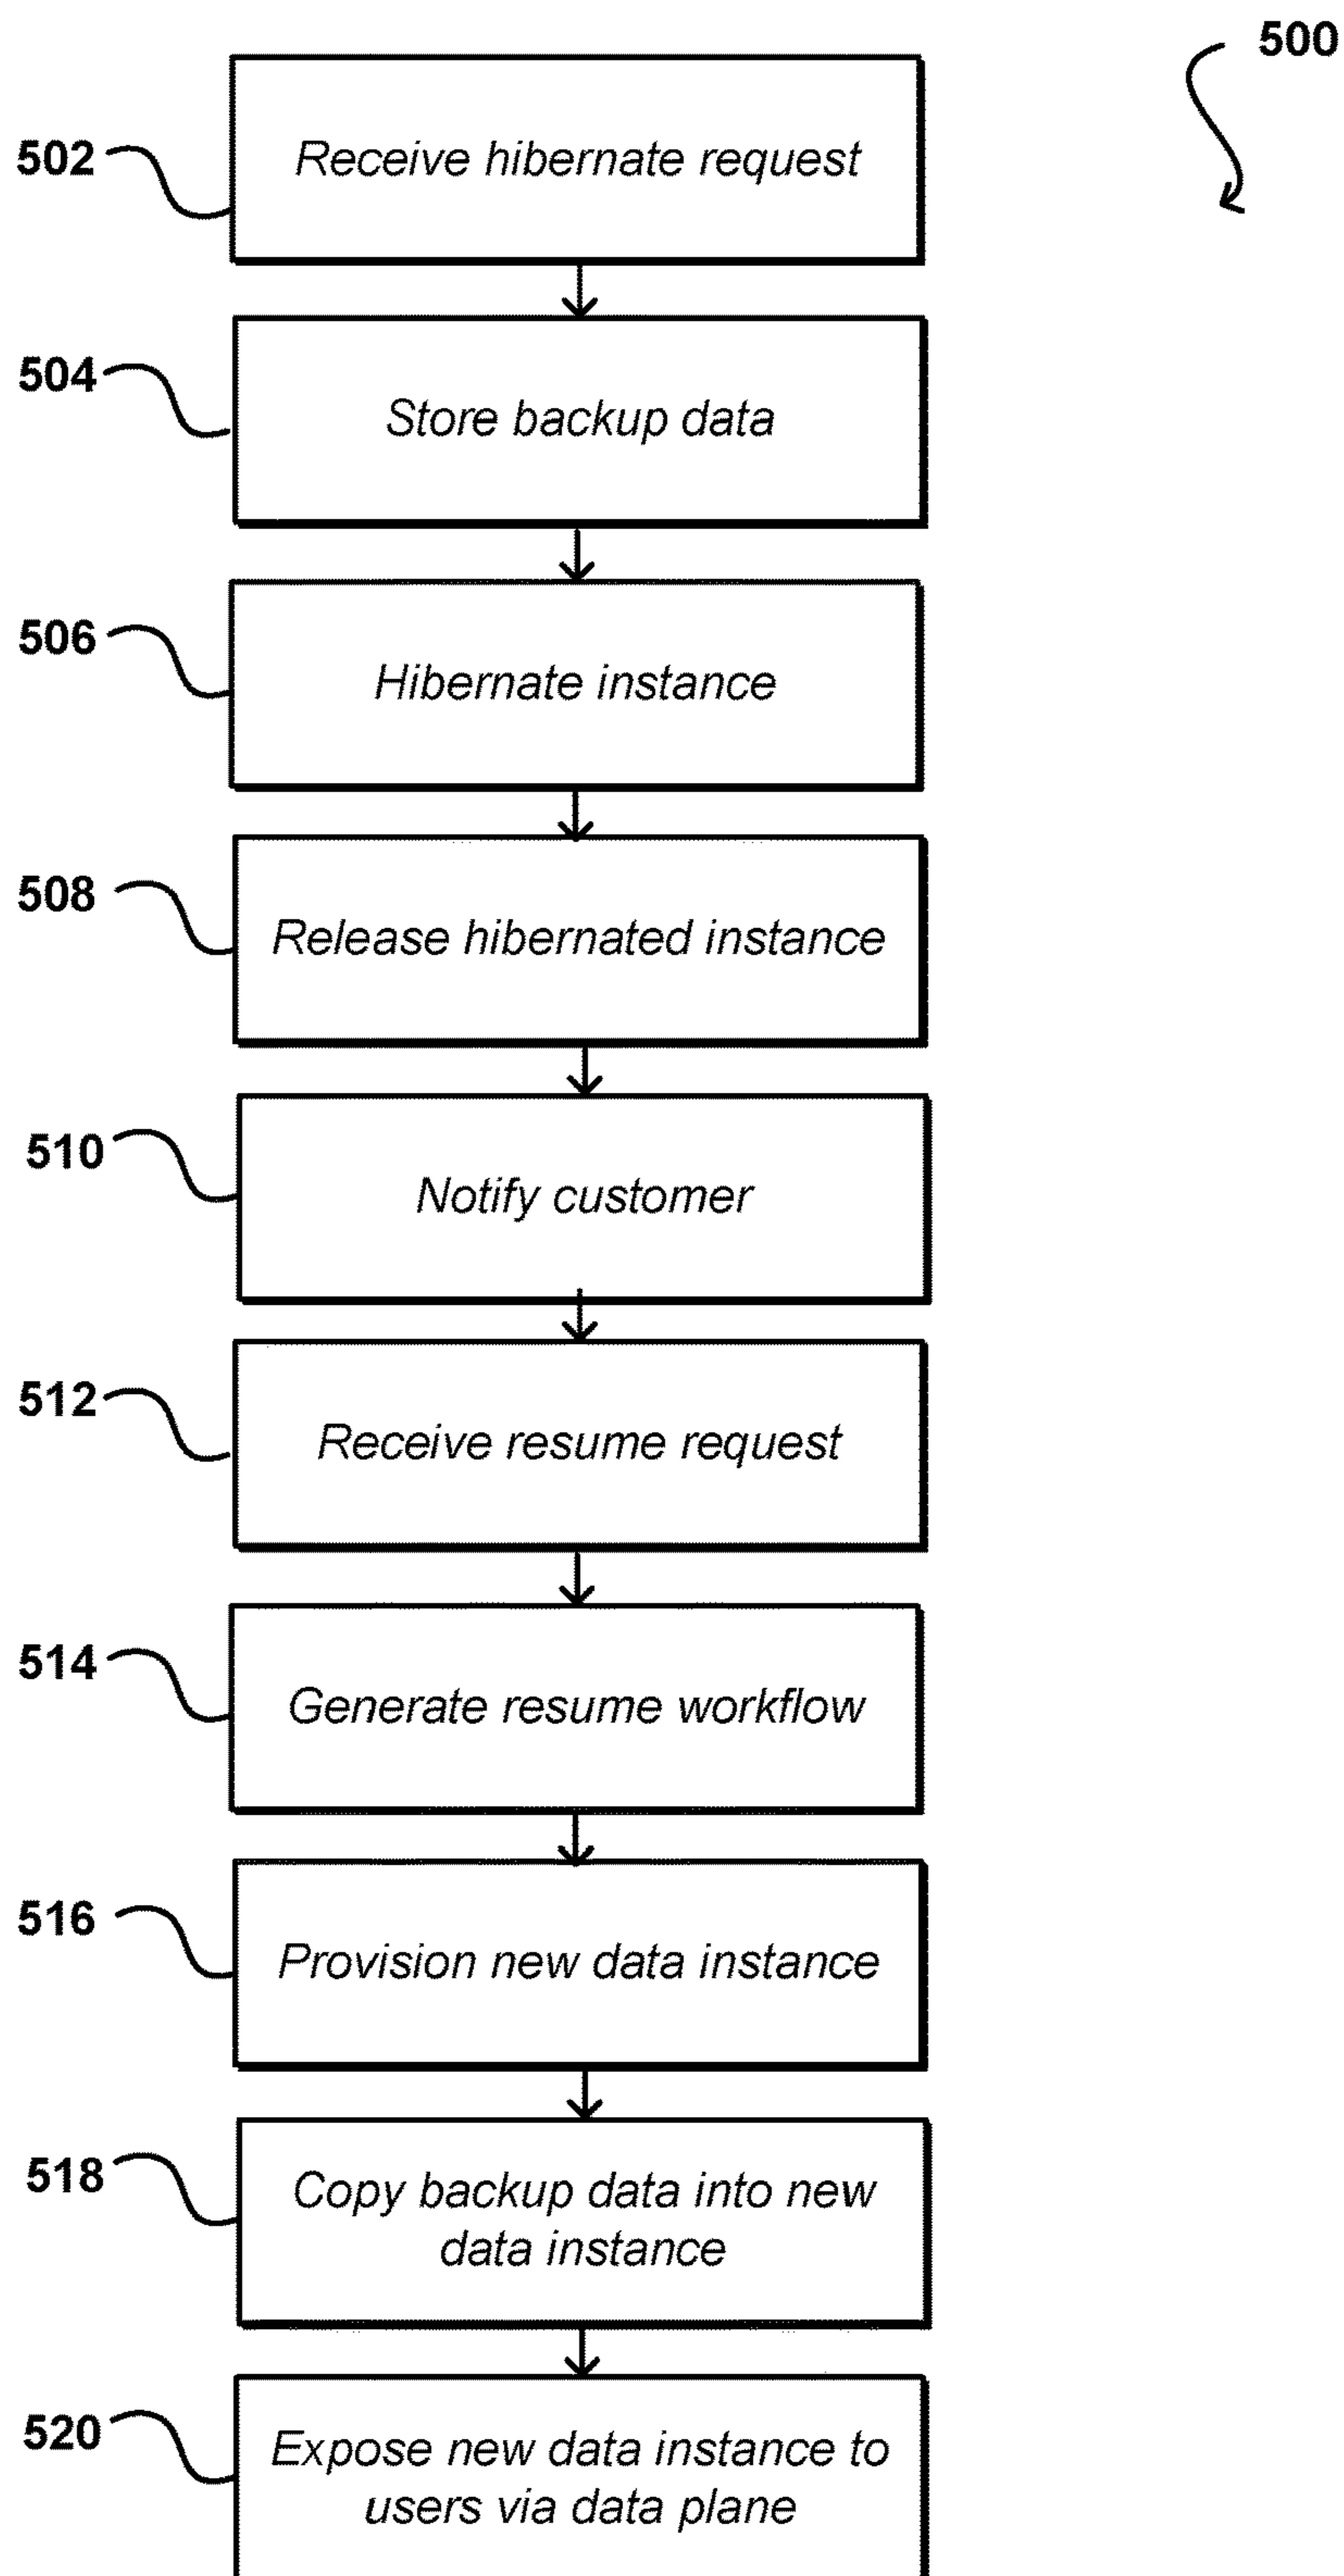 500
502
Receive hibernate request
504
Store backup data
506
Hibernate instance
508
Release hibernated instance
510
Notify customer
512
Receive resume request
514
Generate resume workflow
516
Provision new data instance
518
Copy backup data into new
data instance
520
Expose new data instance to
users via data plane